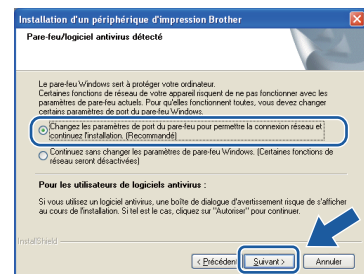 Installation d'un périphérique d'impression Brother
Pare-feu/logiciel antivirus détecté
Le pare-feu Windows sert à protéger votre ordinateur.
Certaines fonctions de réseau de votre appareil risquent de ne pas fonctionner avec les
paramètres de pare-feu actuels. Pour qu'elles fonctionnent toutes, vous devez changer
certains paramètres de port du pare-feu Windows.
Changez les paramètres de port du pare-feu pour permettre la connexion réseau et
continuez l'installation. (Recommandé)
Continuez sans changer les paramètres de pare-feu Windows. (Certaines fonctions de
réseau seront désactivées)
Pour les utilisateurs de logiciels antivirus :
Si vous utilisez un logiciel antivirus, une boîte de dialogue d'avertissement risque de s'afficher
au cours de l'installation. Si tel est le cas, cliquez sur "Autoriser" pour continuer.
InstallShield
< Précédent Suivant > Annuler